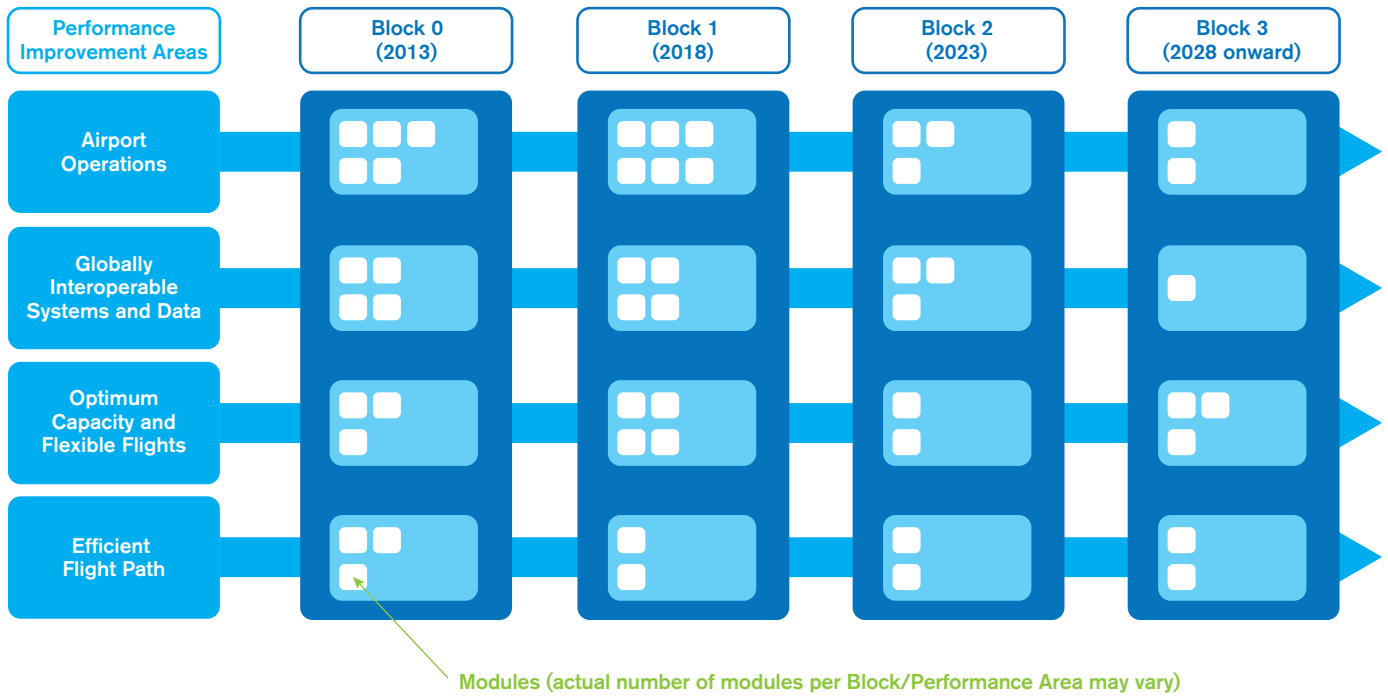 Performance
Improvement Areas
Block 0
(2013)
Block 1
(2018)
Block 2
(2023)
Block 3
(2028 onward)
Airport
Operations
Globally
Interoperable
Systems and Data
Optimum
Capacity and
Flexible Flights
Efficient
Flight Path
Modules (actual number of modules per Block/Performance Area may vary)